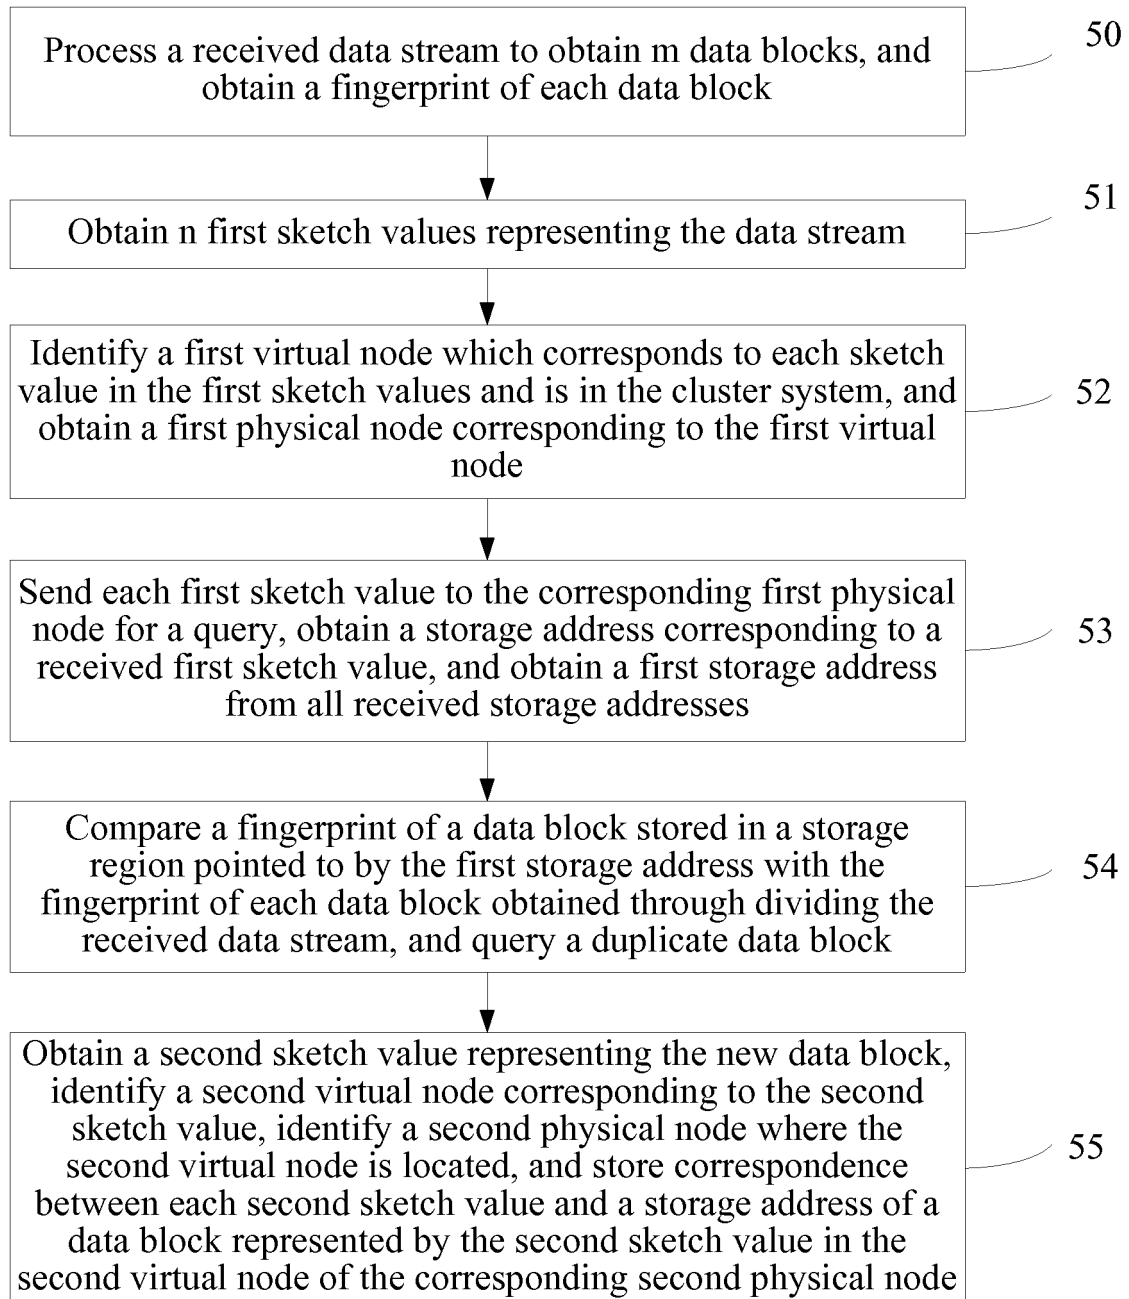 Process a received data stream to obtain m data blocks, and
obtain a fingerprint of each data block
50
Obtain n first sketch values representing the data stream
51
Identify a first virtual node which corresponds to each sketch
value in the first sketch values and is in the cluster system, and
obtain a first physical node corresponding to the first virtual
node
52
Send each first sketch value to the corresponding first physical
node for a query, obtain a storage address corresponding to a
received first sketch value, and obtain a first storage address
from all received storage addresses
53
Compare a fingerprint of a data block stored in a storage
region pointed to by the first storage address with the
fingerprint of each data block obtained through dividing the
received data stream, and query a duplicate data block
54
Obtain a second sketch value representing the new data block,
identify a second virtual node corresponding to the second
sketch value, identify a second physical node where the
second virtual node is located, and store correspondence
between each second sketch value and a storage address of a
data block represented by the second sketch value in the
second virtual node of the corresponding second physical node
55